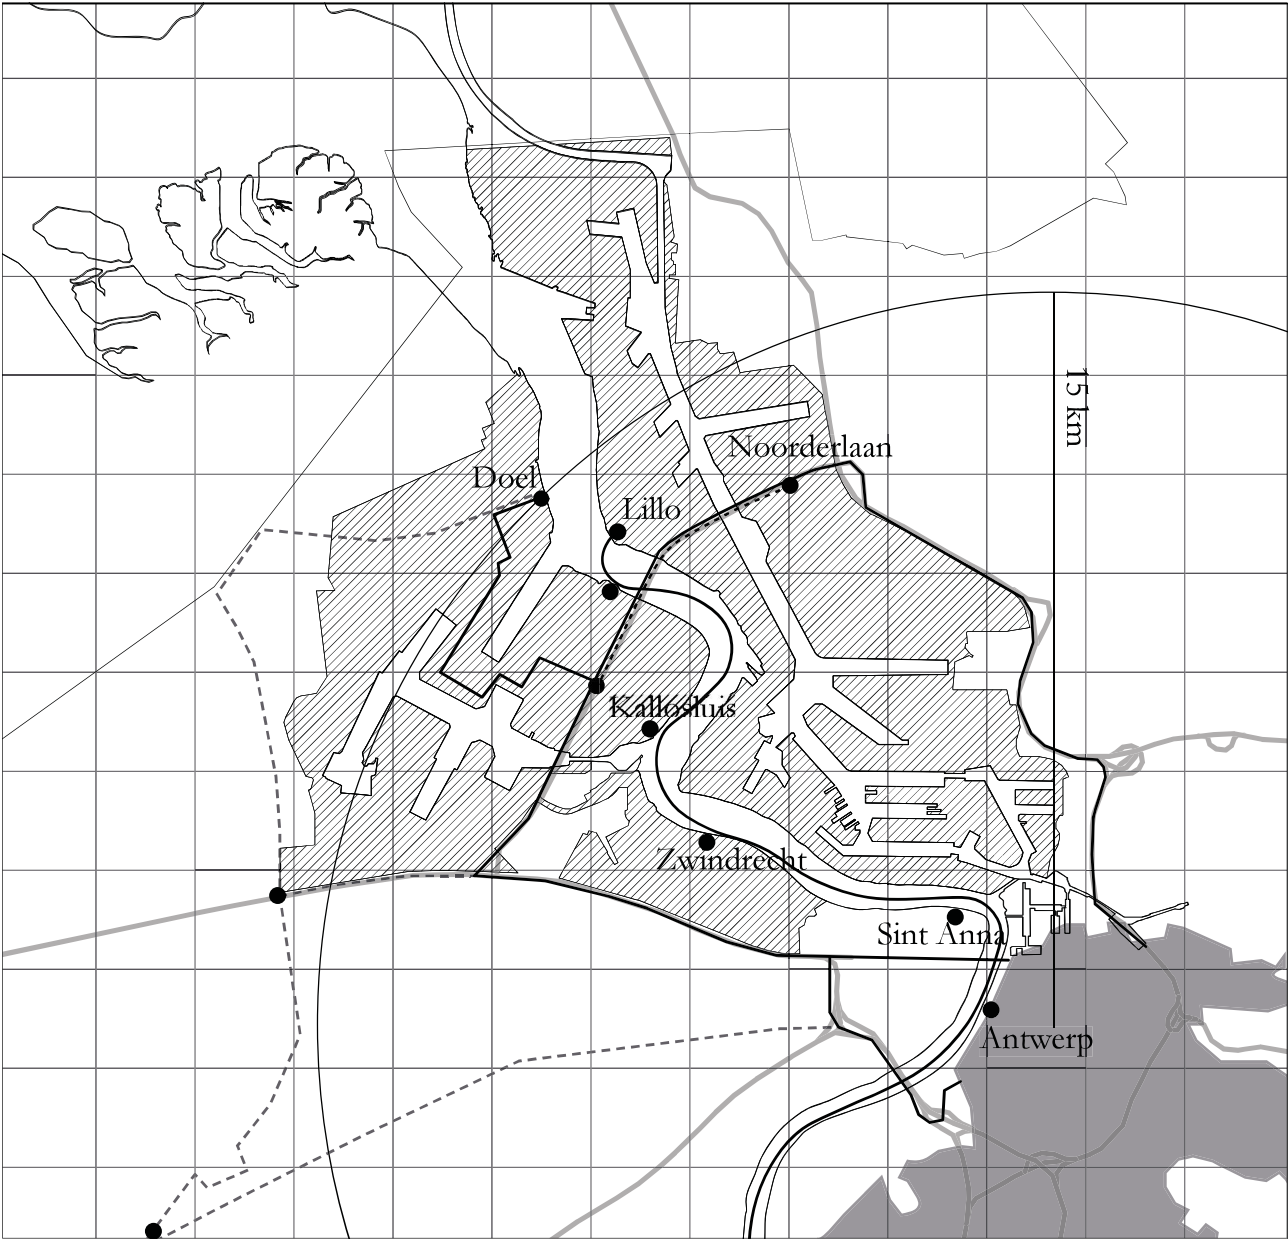 15 km
Noorderlaan
Doel
Lillo
Kallosluis
Zwindrecht
Sint Anna
Antwerp